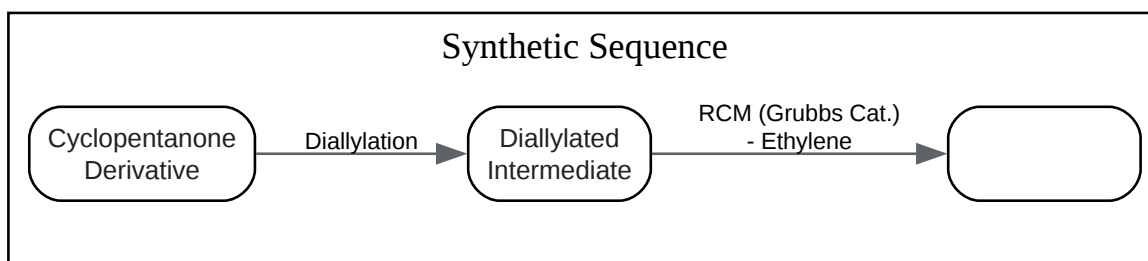 Synthetic Sequence
Cyclopentanone
Derivative
Diallylation
Diallylated
Intermediate
RCM (Grubbs Cat.)
- Ethylene